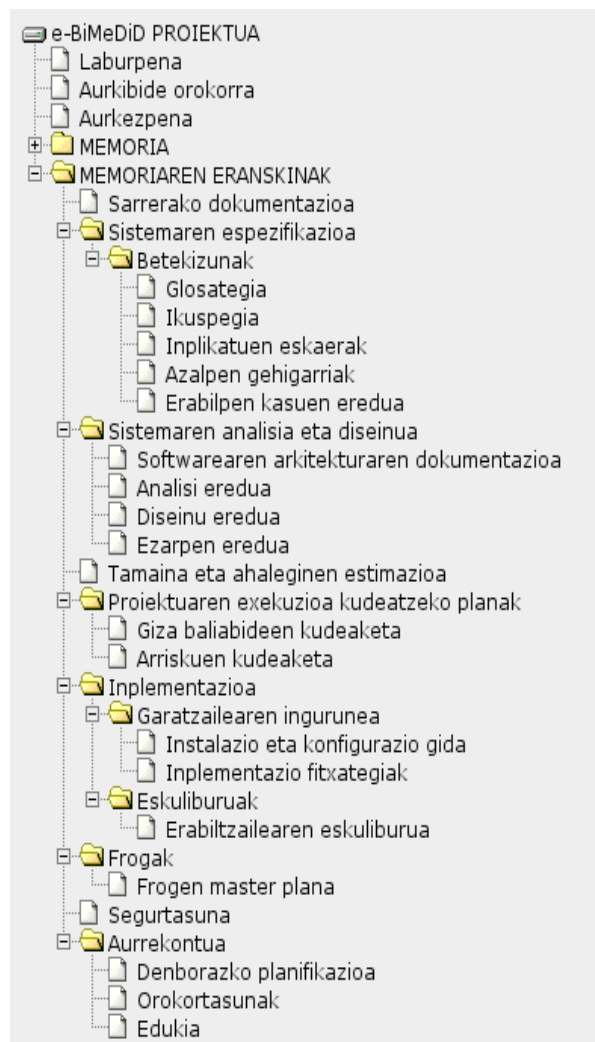 e-BiMeDiD PROIEKTUA
Laburpena
Aurkibide orokorra
Aurkezpena
MEMORIA
MEMORIAREN ERANSKINAK
Sarrerako dokumentazioa
Sistemaren espezifikazioa
Betekizunak
Glosategia
Ikuspegia
Inplikatuen eskaerak
Azalpen gehigarriak
Erabilpen kasuen eredua
Sistemaren analisia eta diseinua
Softwarearen arkitekturaren dokumentazioa
Analisi eredua
Diseinu eredua
Ezarpen eredua
Tamaina eta ahaleginen estimazioa
Proiektuaren exekuzioa kudeatzeko planak
Giza baliabideen kudeaketa
Arriskuen kudeaketa
Inplementazioa
Garatzailearen ingurunea
Instalazio eta konfigurazio gida
Inplementazio fitxategiak
Eskuliburuak
Erabiltzailearen eskuliburua
Frogak
Frogen master plana
Segurtasuna
Aurrekontua
Denborazko planifikazioa
Orokortasunak
Edukia